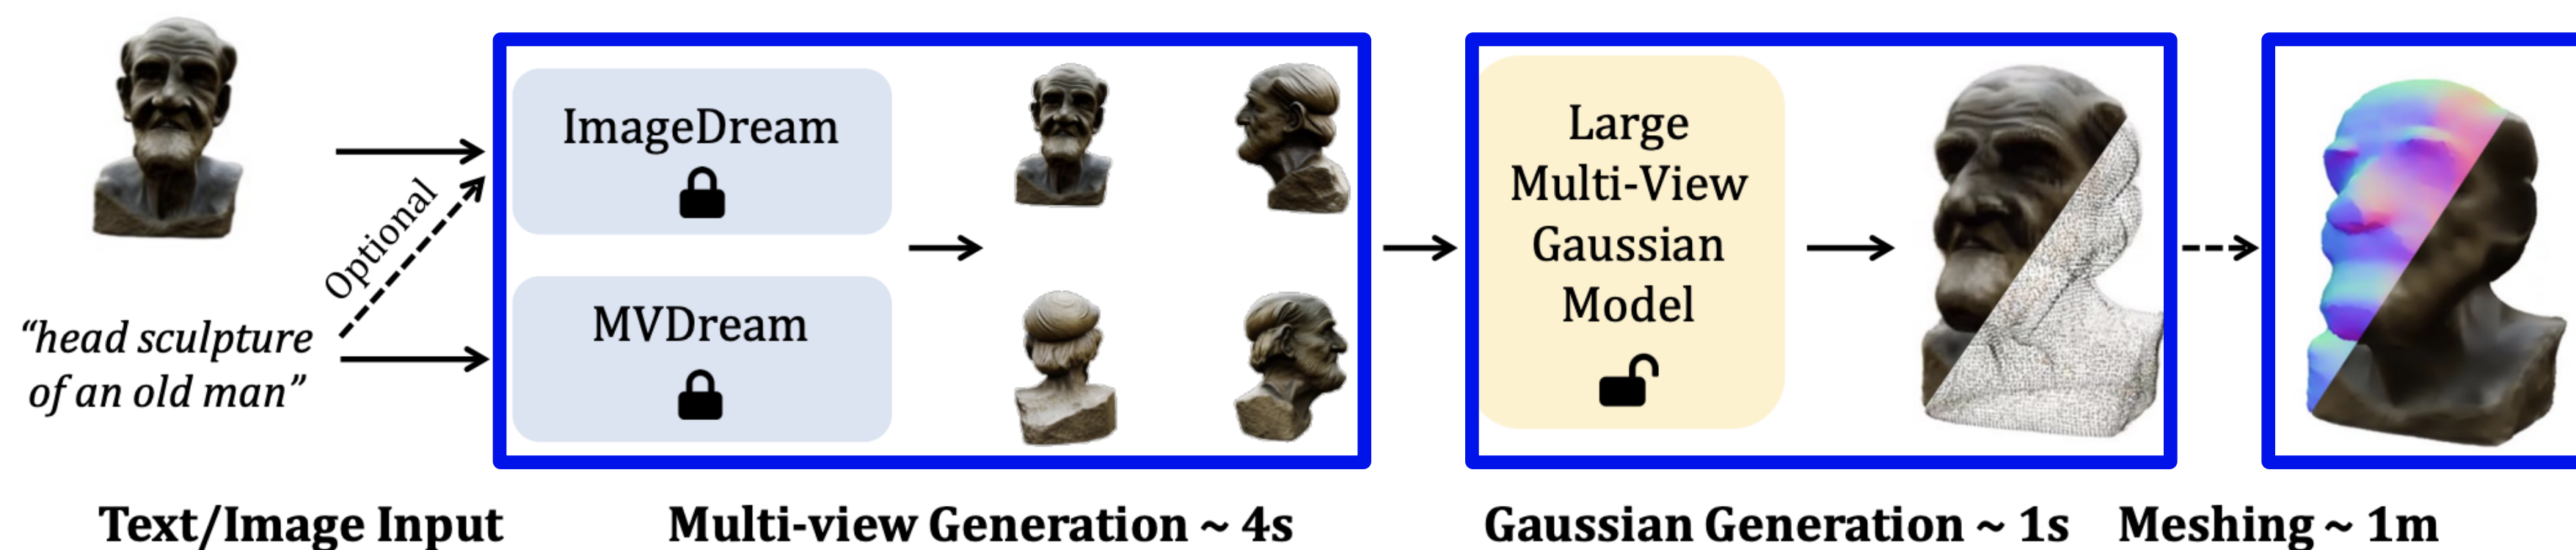 Optional
“head sculpture
of an old man”
ImageDream
MVDream
Large
Multi-View
Gaussian
Model
Text/Image Input
Multi-view Generation ~ 4s
Gaussian Generation ~ 1s
Meshing ~ 1m